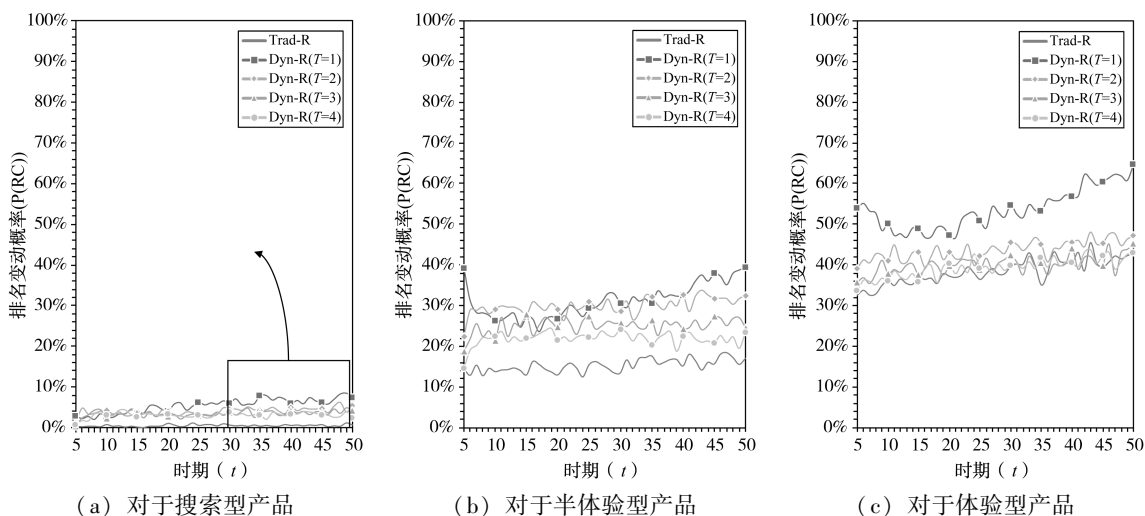 100%
90%
80%
70%
60%
50%
40%
30%
20%
10%
0%
排名变动概率(P(RC))
Trad-R
Dyn-R(T=1)
Dyn-R(T=2)
Dyn-R(T=3)
Dyn-R(T=4)
5 10 15 20 25 30 35 40 45 50
时期（t）
(a) 对于搜索型产品
100%
90%
80%
70%
60%
50%
40%
30%
20%
10%
0%
排名变动概率(P(RC))
Trad-R
Dyn-R(T=1)
Dyn-R(T=2)
Dyn-R(T=3)
Dyn-R(T=4)
5 10 15 20 25 30 35 40 45 50
时期（t）
(b) 对于半体验型产品
100%
90%
80%
70%
60%
50%
40%
30%
20%
10%
0%
排名变动概率(P(RC))
Trad-R
Dyn-R(T=1)
Dyn-R(T=2)
Dyn-R(T=3)
Dyn-R(T=4)
5 10 15 20 25 30 35 40 45 50
时期（t）
(c) 对于体验型产品